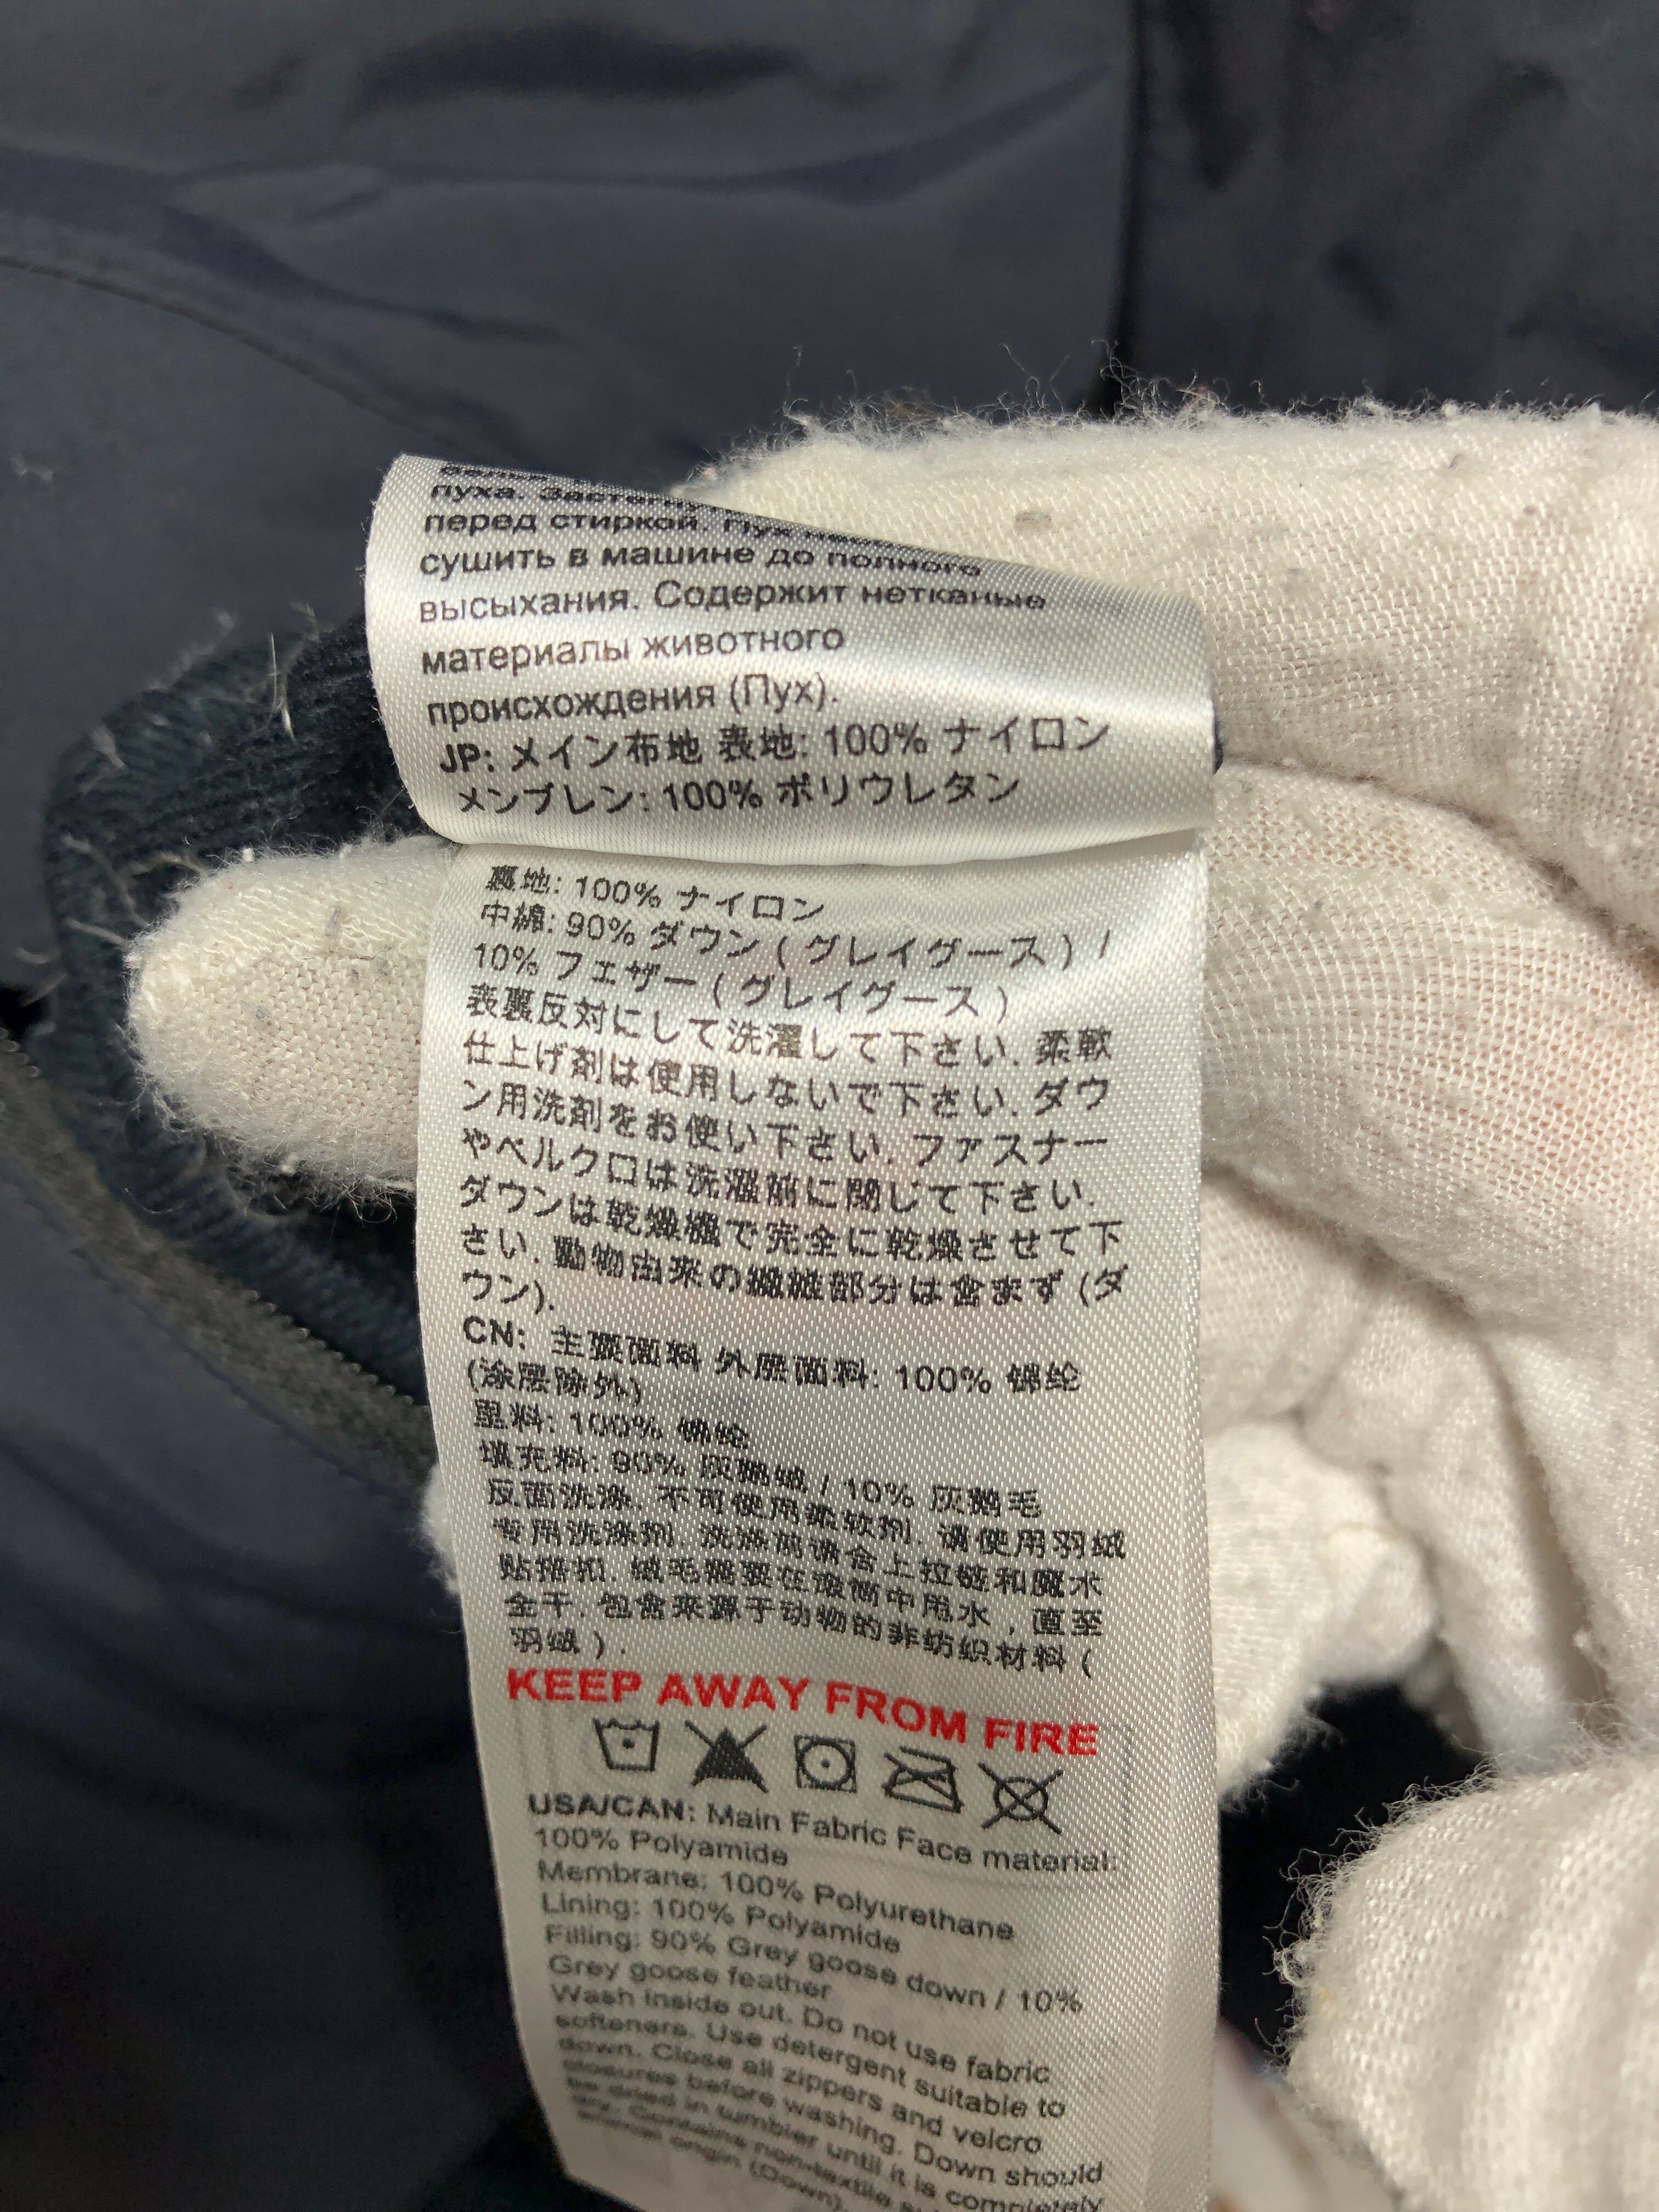 пуха.
перед стиркой. Пух
сушить в машине до полного
высыхания. Содержит нетканые
материалы животного
происхождения (Пух).
JP: メイン布地 表地: 100% ナイロン
メンブレン: 100% ポリウレタン
裏地: 100% ナイロン
中綿: 90% ダウン ( グレイグース ) /
10% フェザー ( グレイグース )
表裏反対にして洗濯して下さい. 柔軟
仕上げ剤は使用しないで下さい. ダウ
ン用洗剤をお使い下さい. ファスナー
やベルクロは洗濯前に閉じて下さい.
ダウンは乾燥機で完全に乾燥させて下
さい. 動物由来の繊維部分は含まず (ダ
ウン).
CN: 主要面料 外层面料: 100% 锦纶
(涂层除外)
里料: 100% 锦纶
填充料: 90% 灰鹅绒 / 10% 灰鹅毛
反面洗涤. 不可使用柔软剂. 请使用羽绒
专用洗涤剂. 洗涤前请合上拉链和魔术
贴搭扣. 绒毛需要在滚筒中甩水 , 直至
全干. 包含来源于动物的非纺织材料 (
羽绒 ) .
KEEP AWAY FROM FIRE
USA/CAN: Main Fabric Face material:
100% Polyamide
Membrane: 100% Polyurethane
Lining: 100% Polyamide
Filling: 90% Grey goose down / 10%
Grey goose feather
Wash inside out. Do not use fabric
softeners. Use detergent suitable to
down. Close all zippers and velcro
closures before washing. Down should
be dried in tumbler until it is completely
dry. Contains non-textile
animal origin (Down).